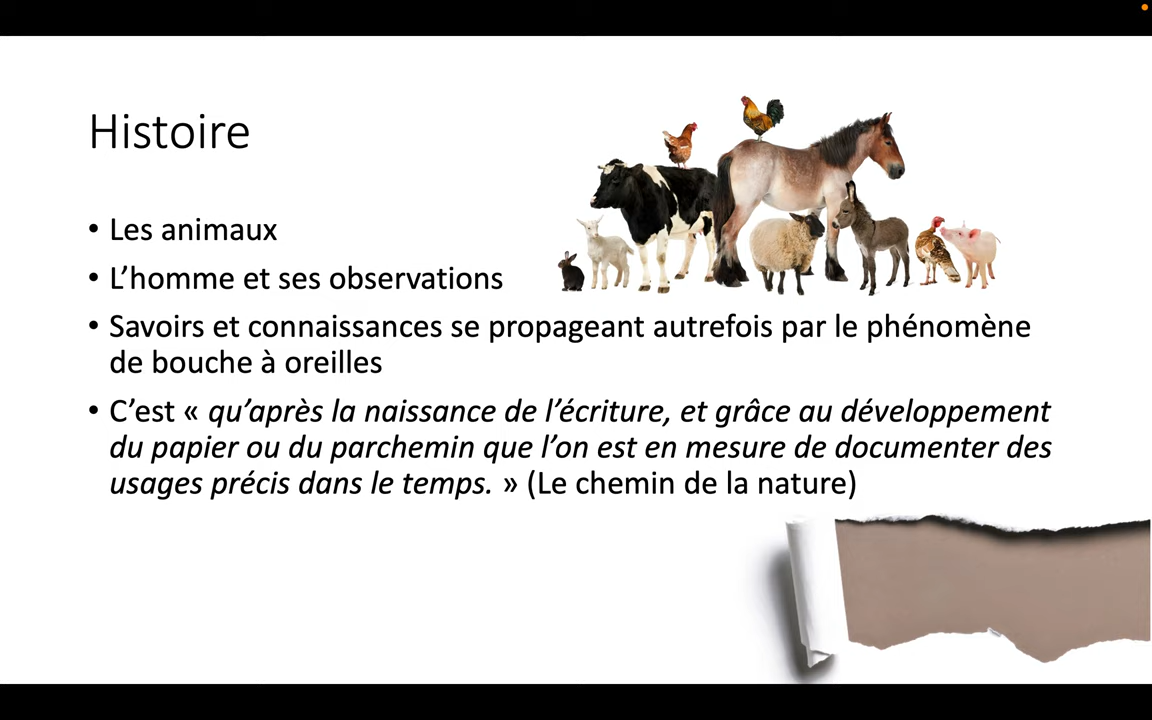 Histoire
• Les animaux
• L’homme et ses observations
• Savoirs et connaissances se propageant autrefois par le phénomène
de bouche à oreilles
• C’est « qu’après la naissance de l’écriture, et grâce au développement
du papier ou du parchemin que l’on est en mesure de documenter des
usages précis dans le temps. » (Le chemin de la nature)